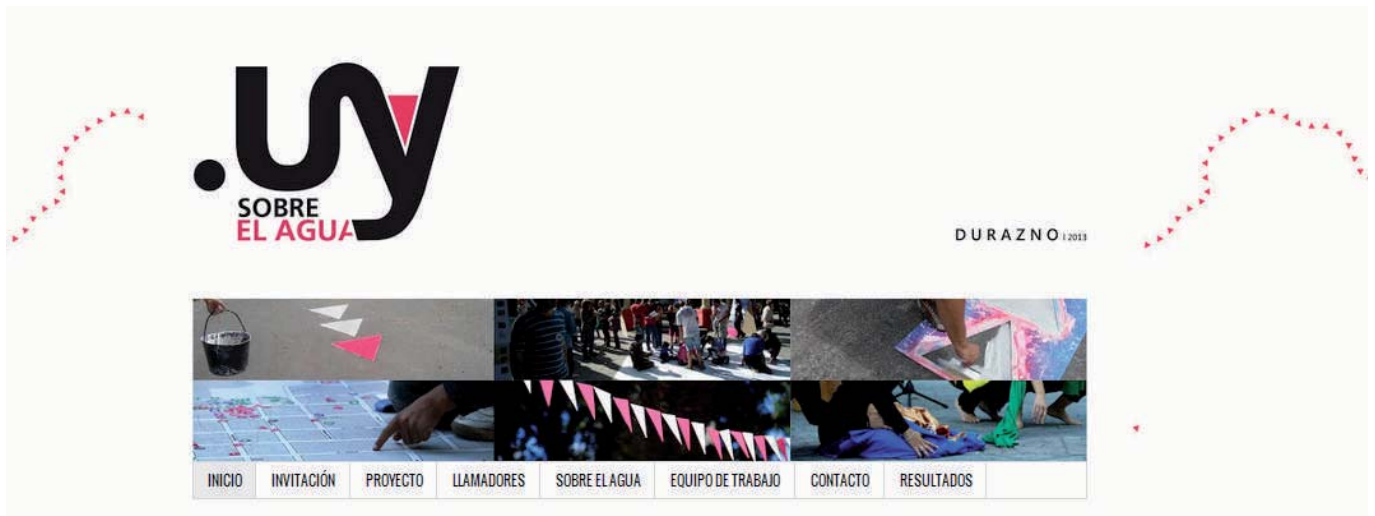 .uy
SOBRE
EL AGUA
DURAZNO | 2013
INICIO INVITACIÓN PROYECTO LLAMADORES SOBRE EL AGUA EQUIPO DE TRABAJO CONTACTO RESULTADOS